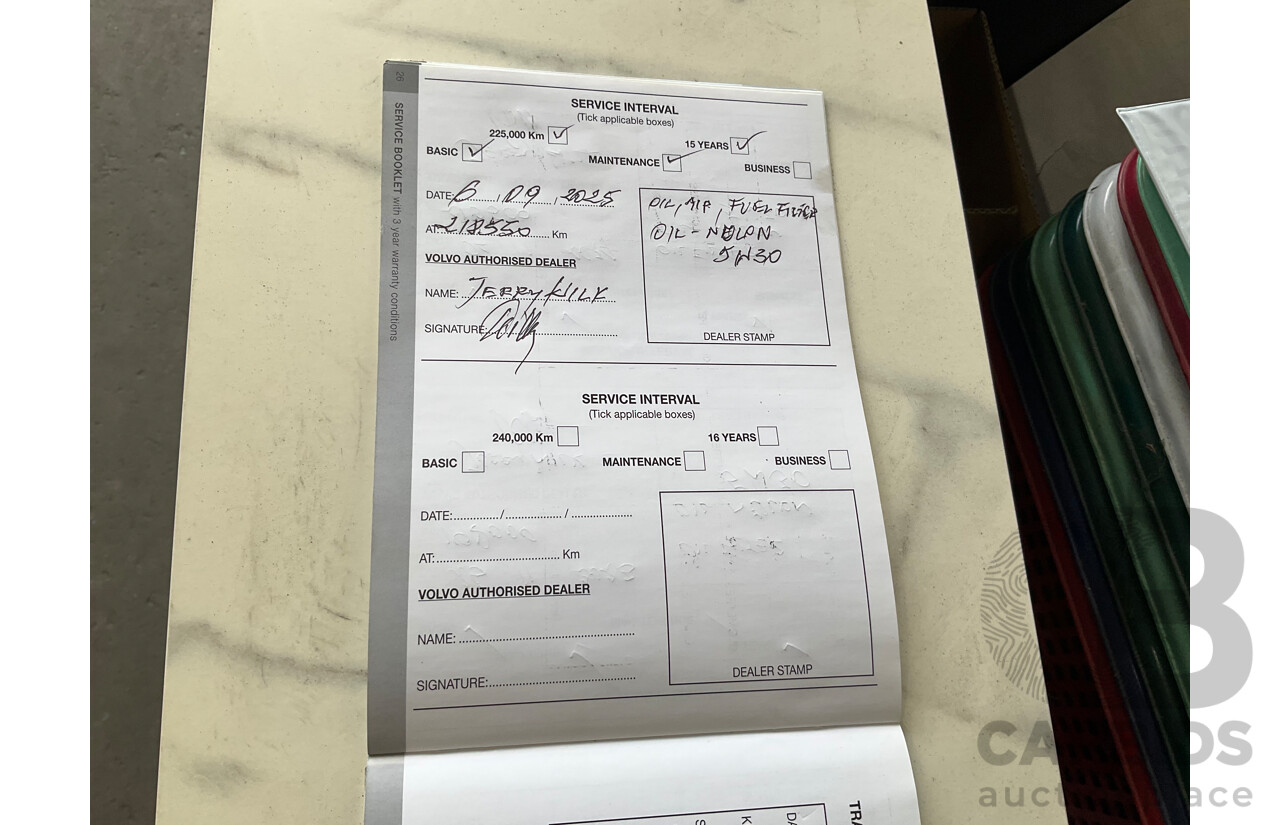 26
SERVICE BOOKLET with 3 year warranty conditions
SERVICE INTERVAL
(Tick applicable boxes)
225,000 Km ✓ 15 YEARS ✓
BASIC ✓ MAINTENANCE ✓ BUSINESS
DATE: 6 / 09 / 2025
AT: 218550 Km
VOLVO AUTHORISED DEALER
NAME: JERRY WILK
SIGNATURE:
OIL, AIR, FUEL FILTER
OIL -
5W30
DEALER STAMP
SERVICE INTERVAL
(Tick applicable boxes)
240,000 Km 16 YEARS
BASIC MAINTENANCE BUSINESS
DATE:............/............../...............
AT:................................ Km
VOLVO AUTHORISED DEALER
NAME:
SIGNATURE:
DEALER STAMP
TRA